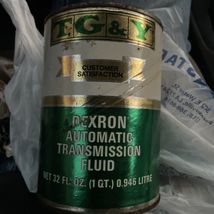 T.G.&Y.
CUSTOMER
SATISFACTION
DEXRON
AUTOMATIC
TRANSMISSION
FLUID
NET 32 FL. OZ. (1 QT.) 0.946 LITRE